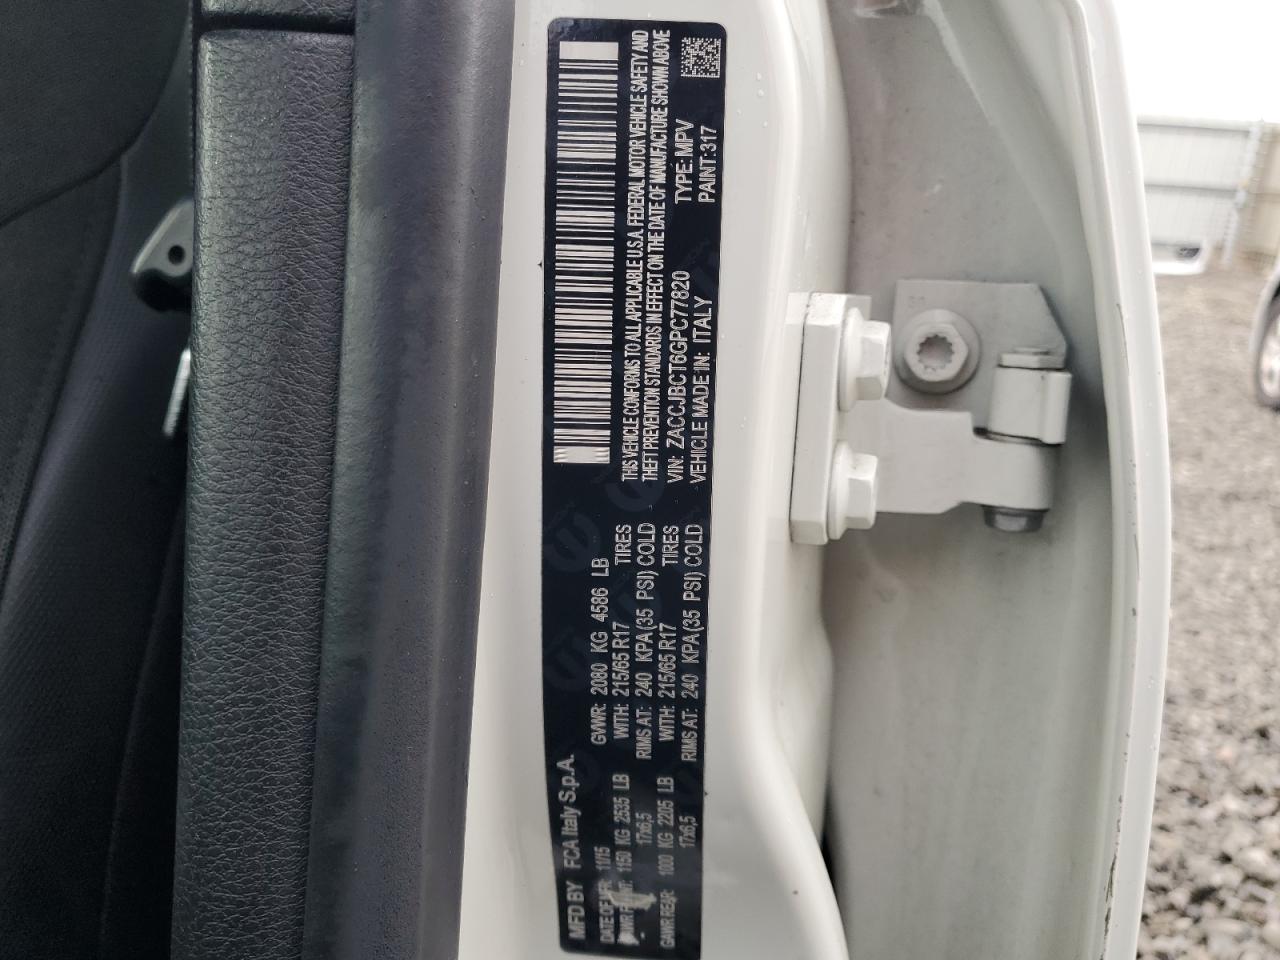 MFD BY FCA Italy S.p.A.
DATE OF 11/15 GVWR: 2080 KG 4586 LB
1150 KG 2535 LB WITH: 215/65 R17 TIRES
17x6,5 RIMS AT: 240 KPA(35 PSI) COLD
GAWR REAR: 1000 KG 2205 LB WITH: 215/65 R17 TIRES
17x6,5 RIMS AT: 240 KPA(35 PSI) COLD
THIS VEHICLE CONFORMS TO ALL APPLICABLE U.S.A. FEDERAL MOTOR VEHICLE SAFETY AND
THEFT PREVENTION STANDARDS IN EFFECT ON THE DATE OF MANUFACTURE SHOWN ABOVE
VIN: ZACCJBCT6GPC77820 TYPE: MPV
VEHICLE MADE IN: ITALY PAINT: 317